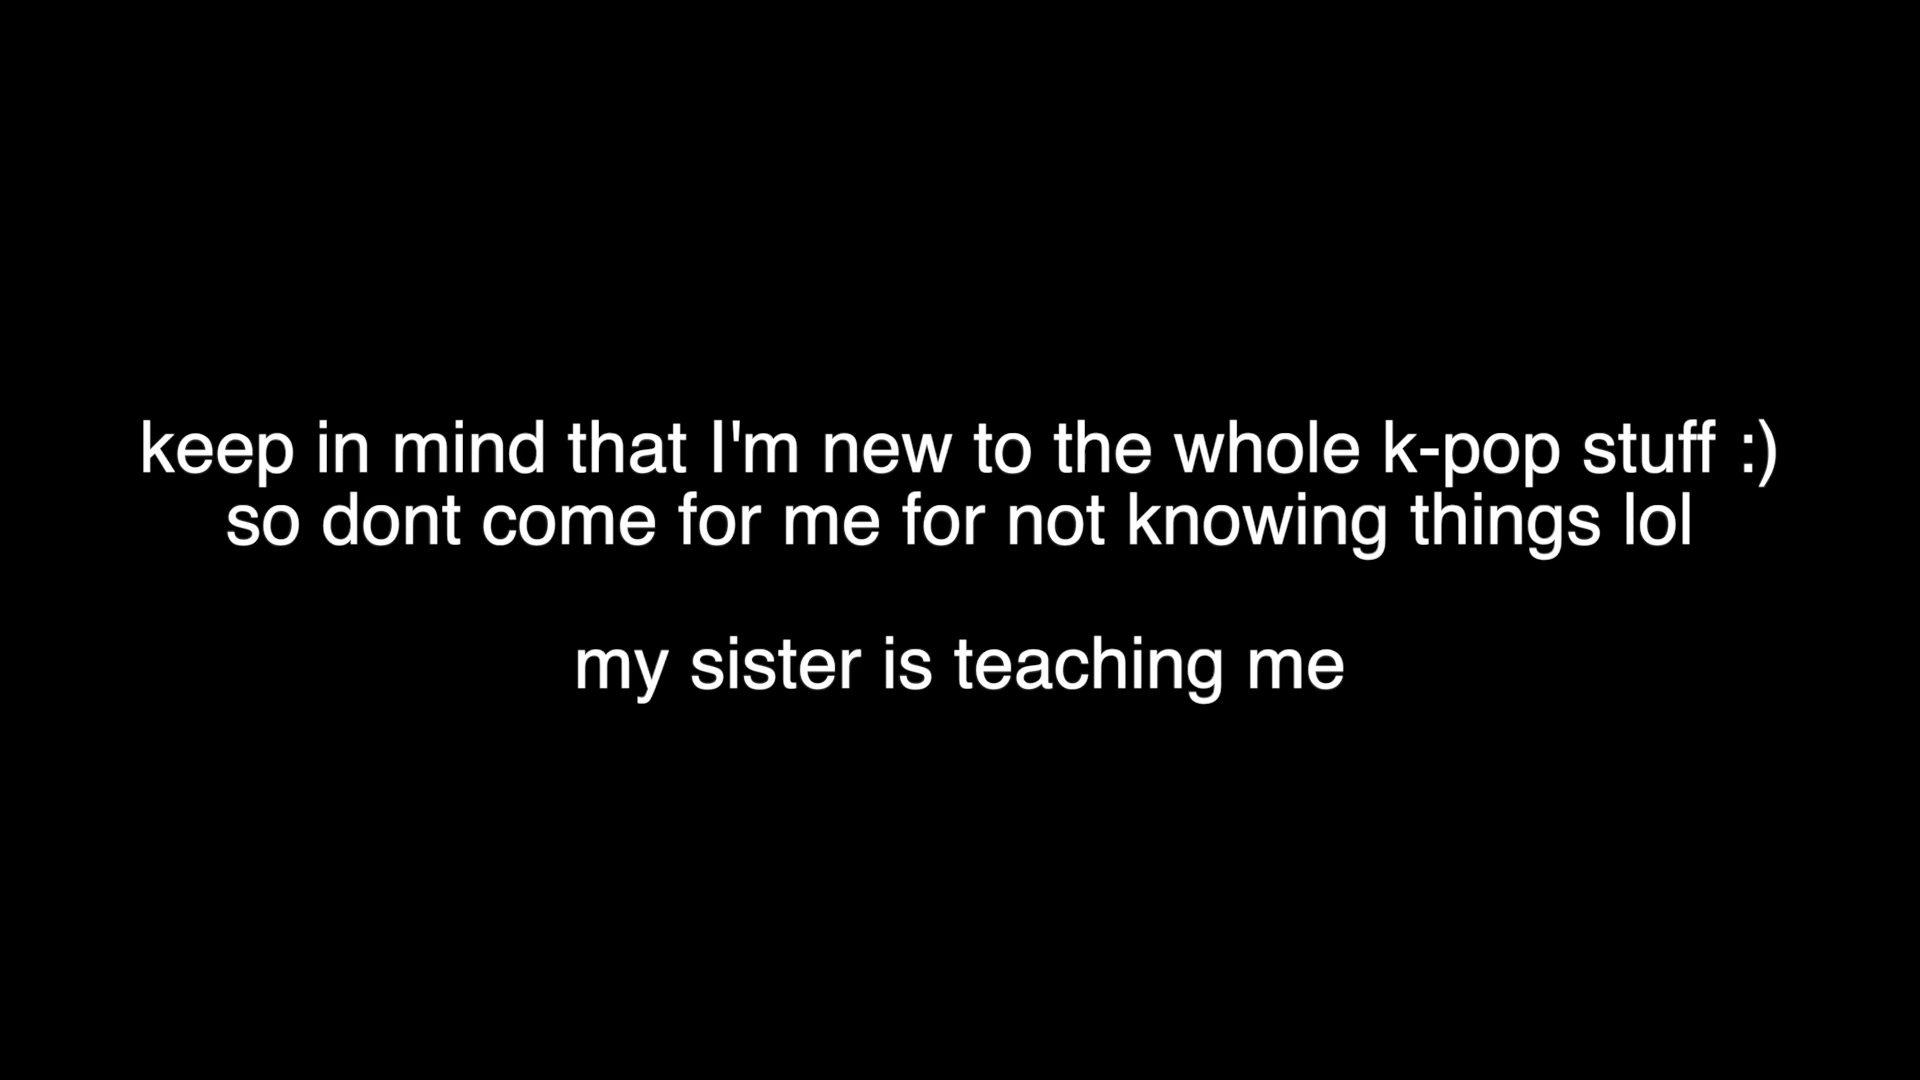 keep in mind that I'm new to the whole k-pop stuff :)
so dont come for me for not knowing things lol
my sister is teaching me